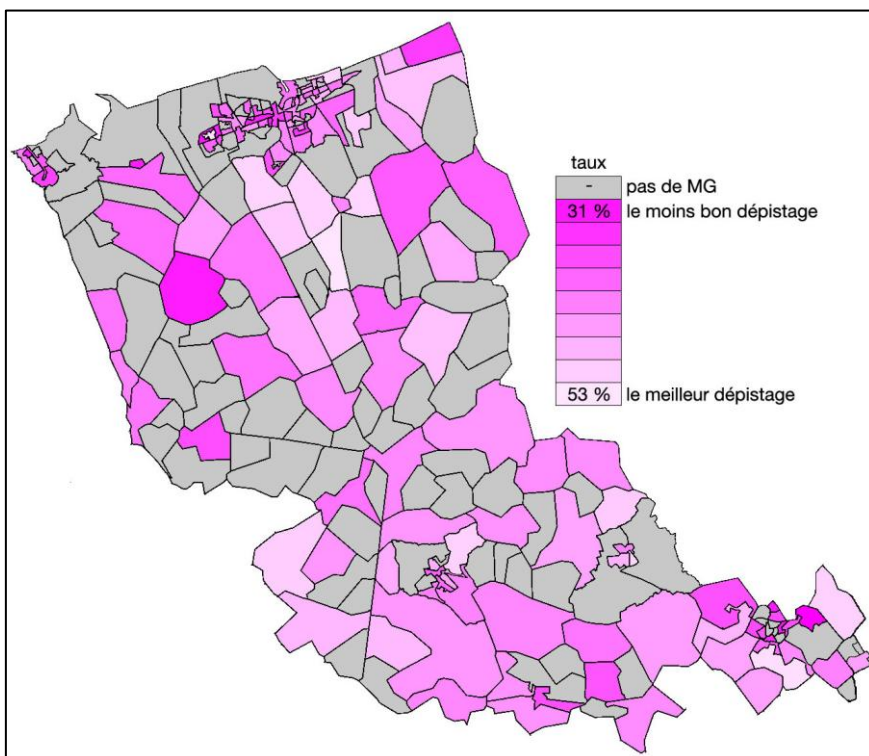 taux
- pas de MG
31 % le moins bon dépistage
53 % le meilleur dépistage